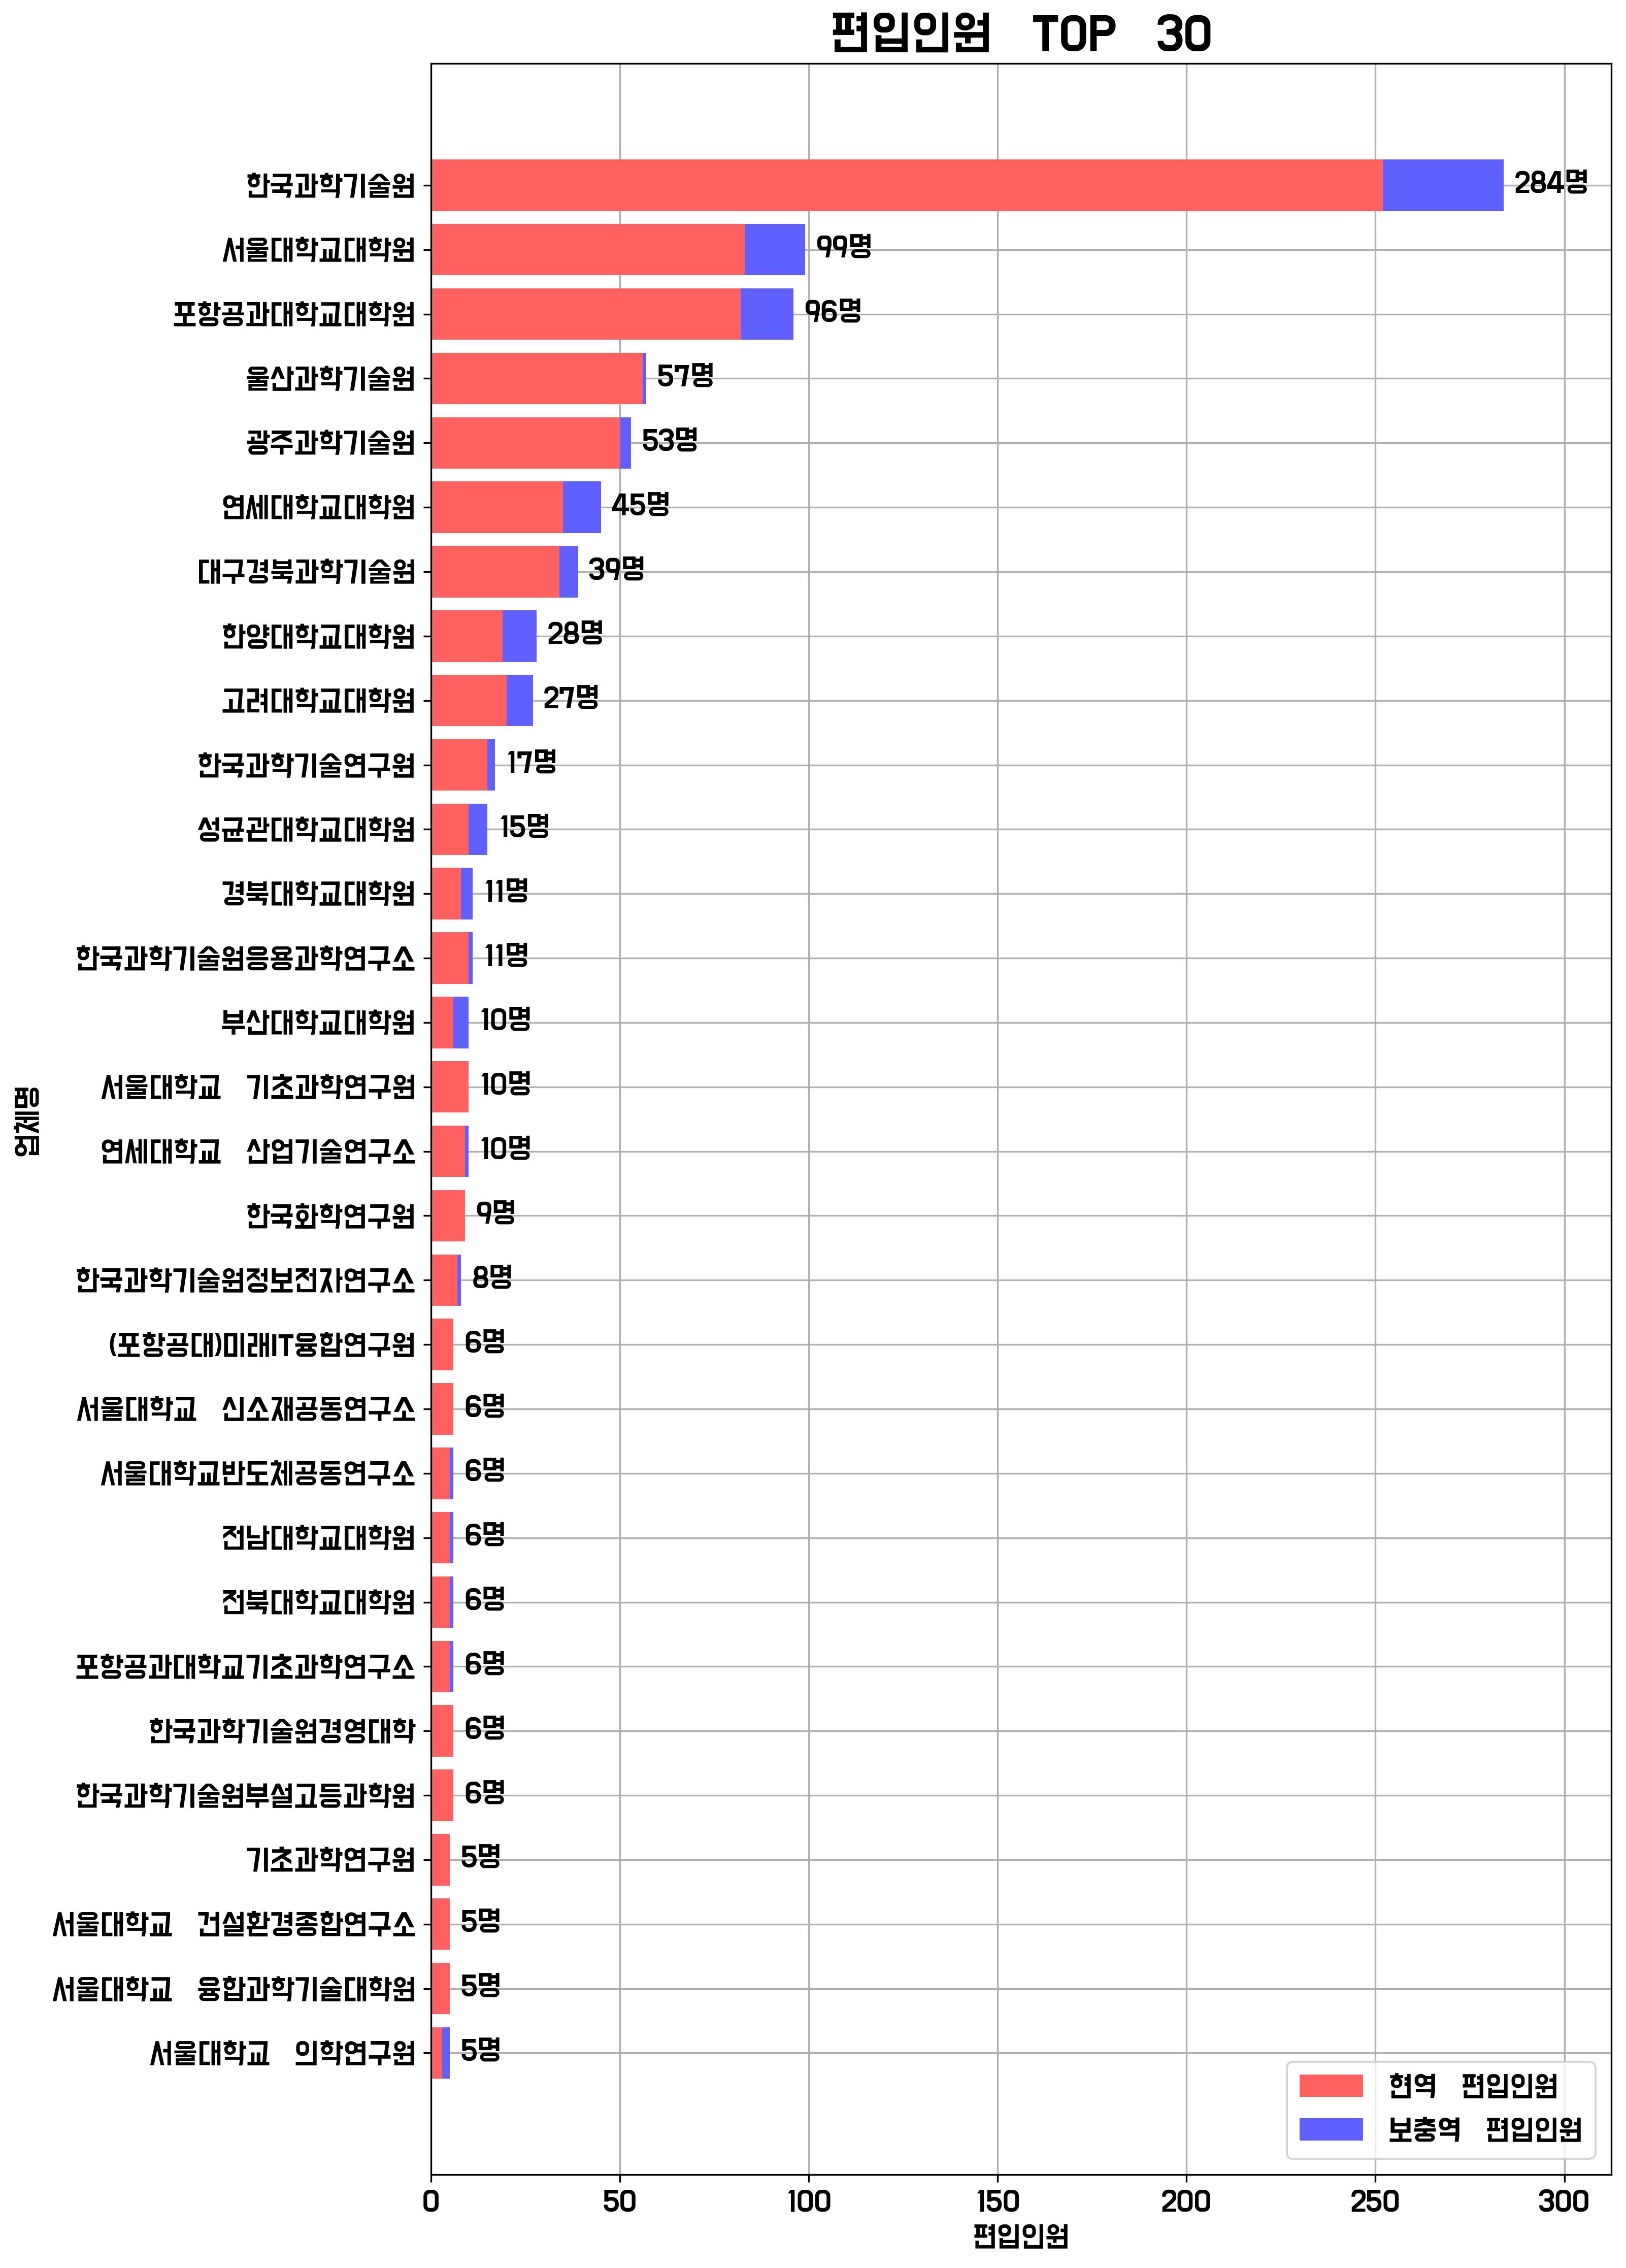 편입인원 TOP 30
한국과학기술원 284명
서울대학교대학원 99명
포항공과대학교대학원 96명
울산과학기술원 57명
광주과학기술원 53명
연세대학교대학원 45명
대구경북과학기술원 39명
한양대학교대학원 28명
고려대학교대학원 27명
한국과학기술연구원 17명
성균관대학교대학원 15명
경북대학교대학원 11명
한국과학기술원응용과학연구소 11명
부산대학교대학원 10명
서울대학교 기초과학연구원 10명
연세대학교 산업기술연구소 10명
한국화학연구원 9명
한국과학기술원정보전자연구소 8명
(포항공대)미래IT융합연구원 6명
서울대학교 신소재공동연구소 6명
서울대학교반도체공동연구소 6명
전남대학교대학원 6명
전북대학교대학원 6명
포항공과대학교기초과학연구소 6명
한국과학기술원경영대학 6명
한국과학기술원부설고등과학원 6명
기초과학연구원 5명
서울대학교 건설환경종합연구소 5명
서울대학교 융합과학기술대학원 5명
서울대학교 의학연구원 5명
업체명
현역 편입인원
보충역 편입인원
0 50 100 150 200 250 300
편입인원